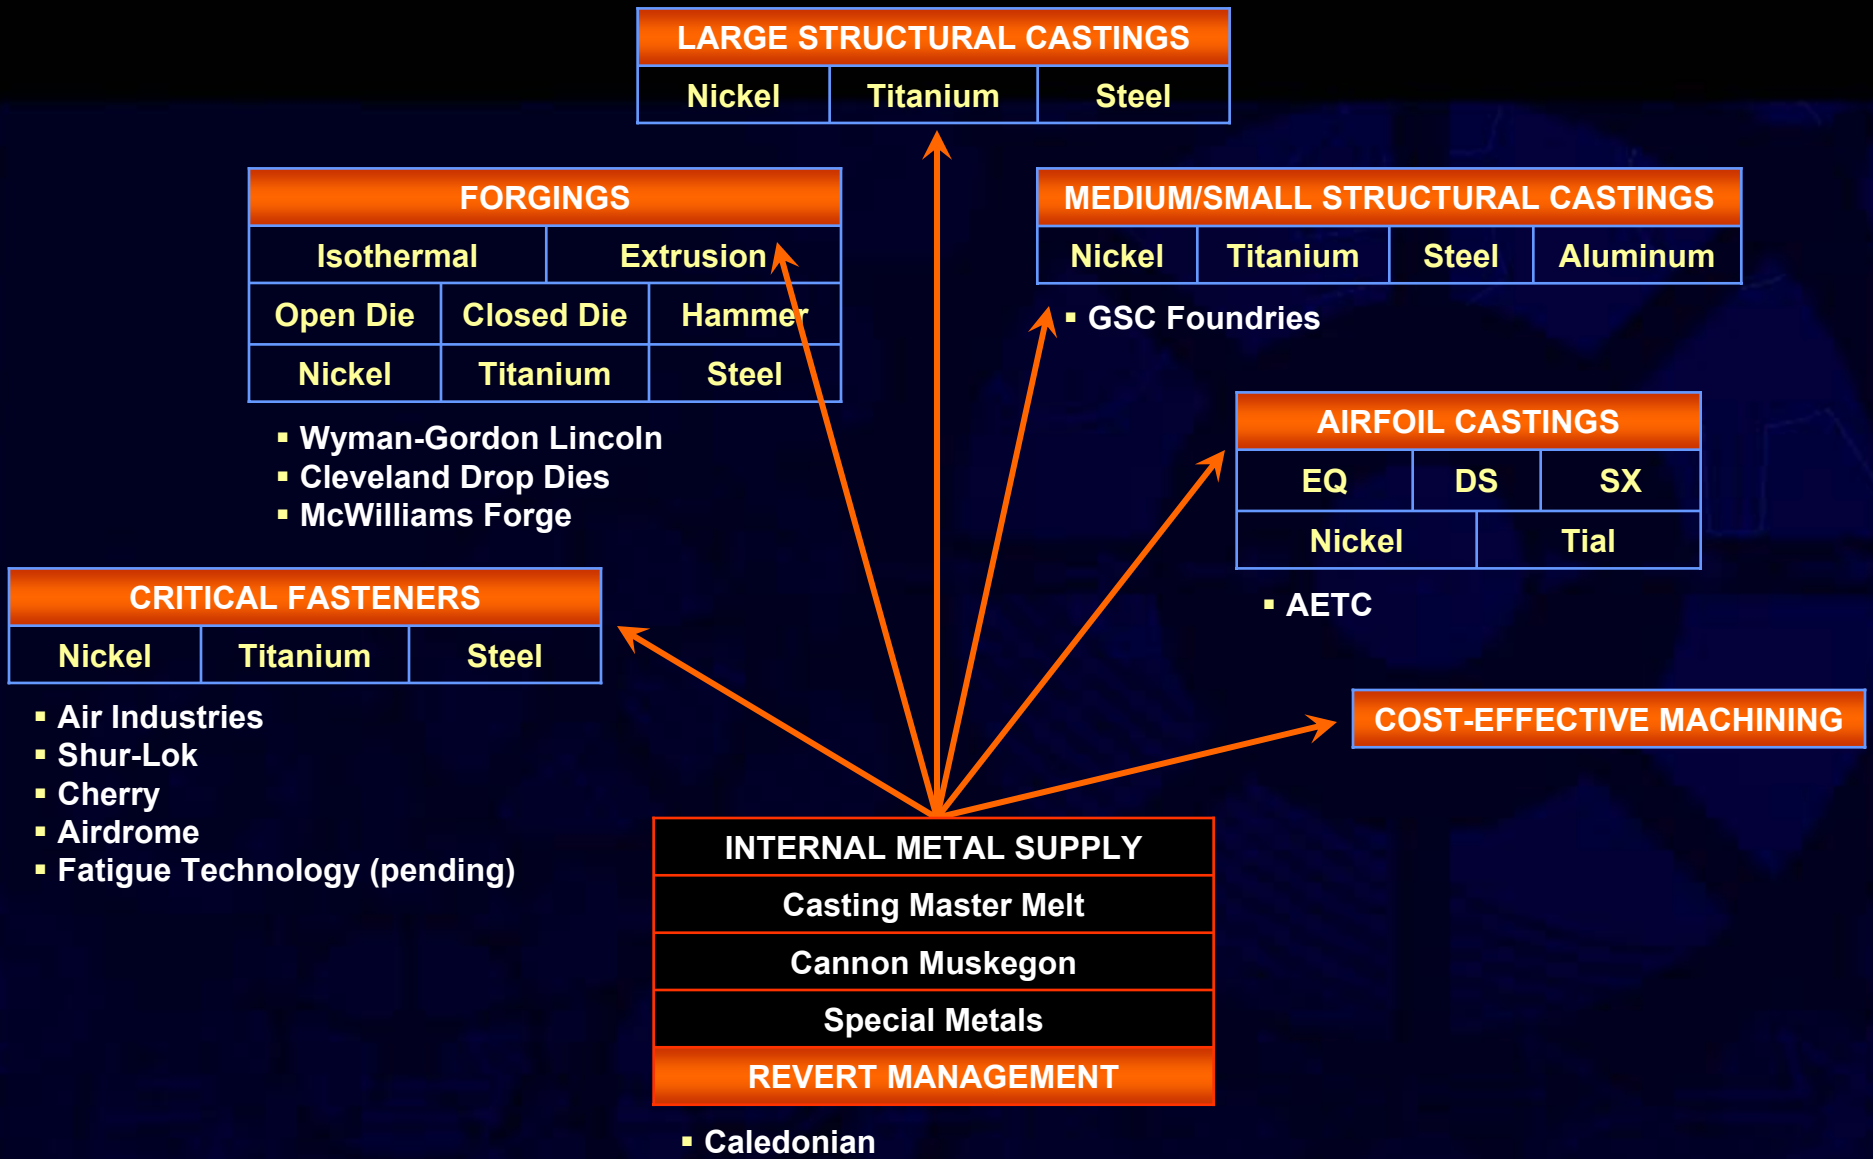 LARGE STRUCTURAL CASTINGS
Nickel Titanium Steel
FORGINGS
Isothermal Extrusion
Open Die Closed Die Hammer
Nickel Titanium Steel
▪ Wyman-Gordon Lincoln
▪ Cleveland Drop Dies
▪ McWilliams Forge
MEDIUM/SMALL STRUCTURAL CASTINGS
Nickel Titanium Steel Aluminum
▪ GSC Foundries
AIRFOIL CASTINGS
EQ DS SX
Nickel Tial
▪ AETC
CRITICAL FASTENERS
Nickel Titanium Steel
▪ Air Industries
▪ Shur-Lok
▪ Cherry
▪ Airdrome
▪ Fatigue Technology (pending)
COST-EFFECTIVE MACHINING
INTERNAL METAL SUPPLY
Casting Master Melt
Cannon Muskegon
Special Metals
REVERT MANAGEMENT
▪ Caledonian